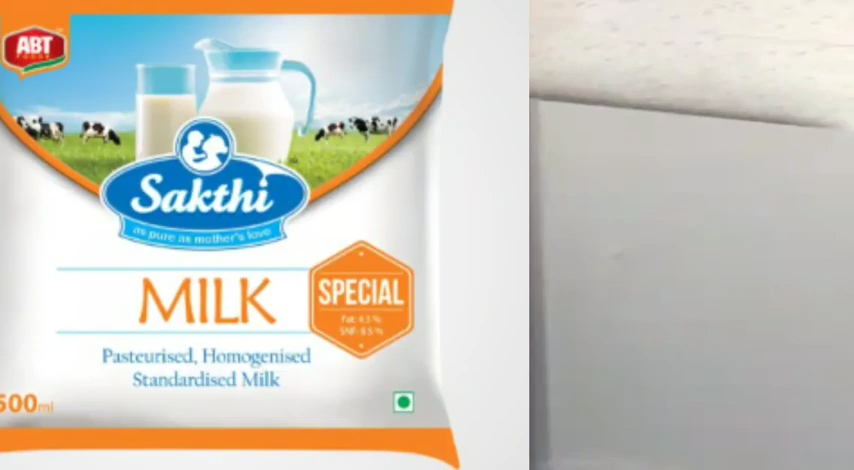 ABT
FOODS
Sakthi
as pure as mother's love
MILK
SPECIAL
Fat: 4.5 %
SNF: 8.5 %
Pasteurised, Homogenised
Standardised Milk
500ml